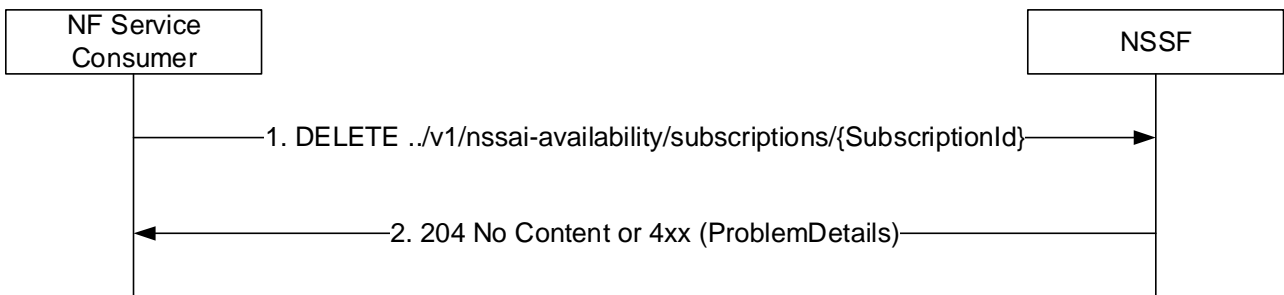 NF Service
Consumer
NSSF
1. DELETE ../v1/nssai-availability/subscriptions/{SubscriptionId}
2. 204 No Content or 4xx (ProblemDetails)